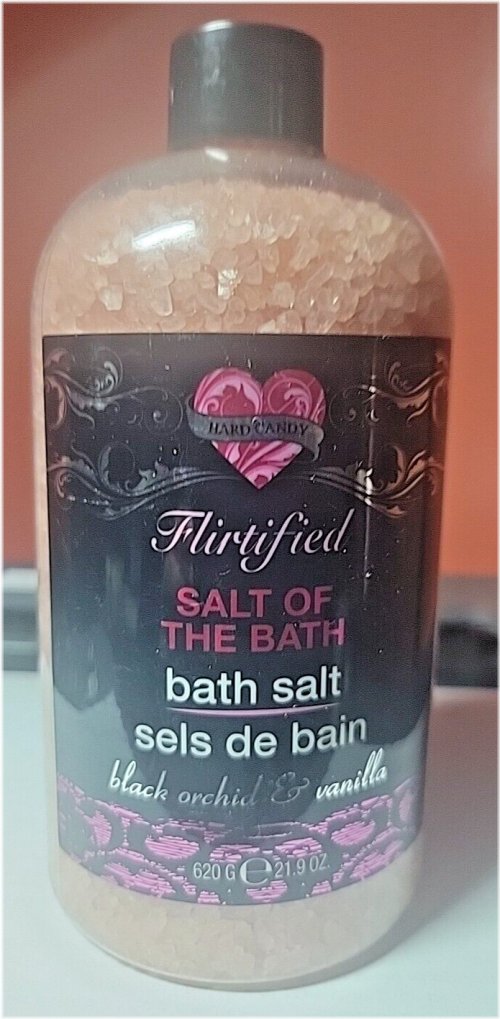 HARD CANDY
Flirtified
SALT OF
THE BATH
bath salt
sels de bain
black orchid & vanilla
620 G e 21.9 OZ.